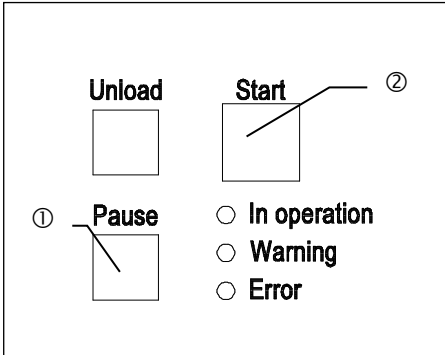 Unload Start ②
① Pause In operation
Warning
Error